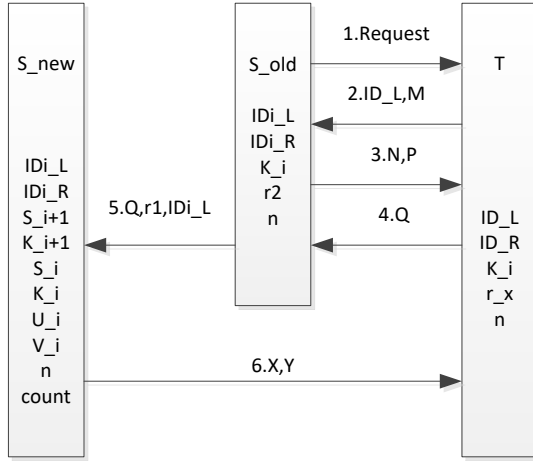 S_new
IDi_L
IDi_R
S_i+1
K_i+1
S_i
K_i
U_i
V_i
n
count
5.Q,r1,IDi_L
S_old
IDi_L
IDi_R
K_i
r2
n
1.Request
2.ID_L,M
3.N,P
4.Q
6.X,Y
T
ID_L
ID_R
K_i
r_x
n